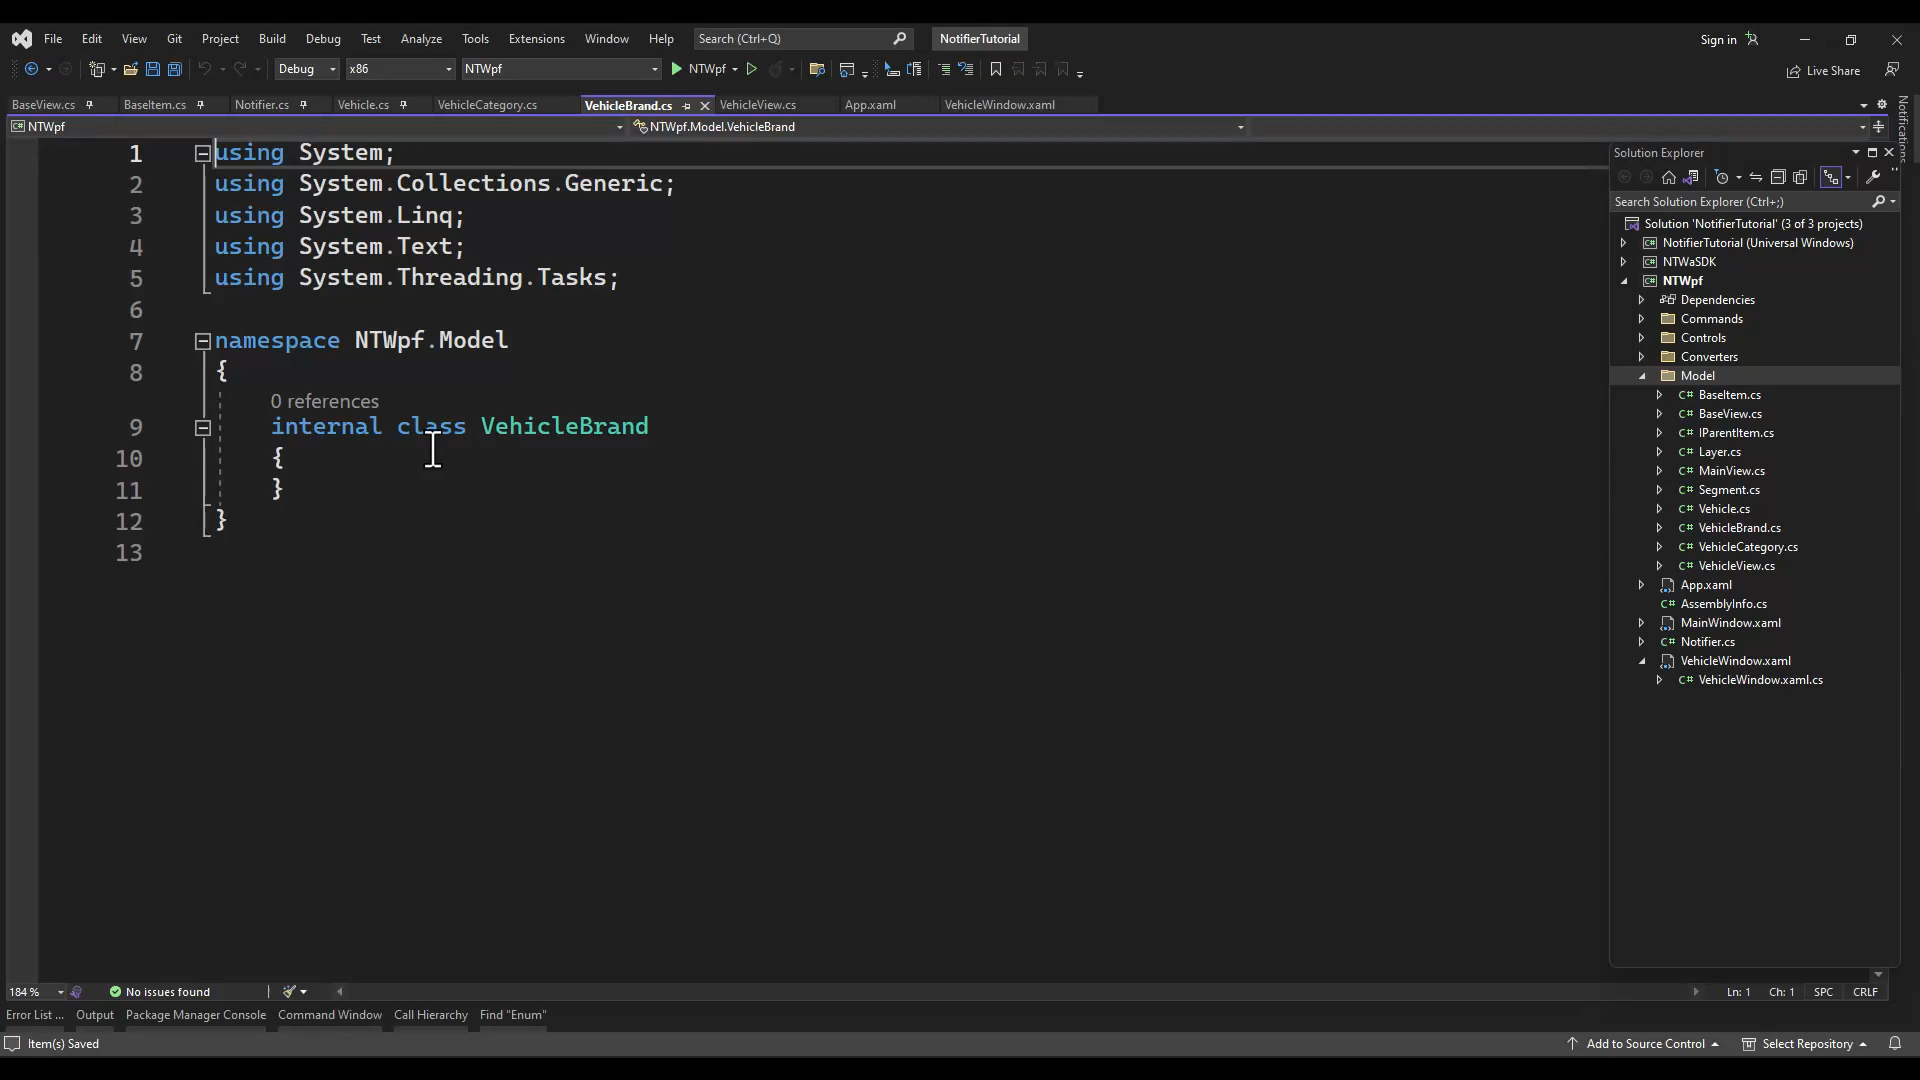 File Edit View Git Project Build Debug Test Analyze Tools Extensions Window Help Search (Ctrl+Q) NotifierTutorial Sign in
Debug x86 NTWpf NTWpf Live Share
BaseView.cs BaseItem.cs Notifier.cs Vehicle.cs VehicleCategory.cs VehicleBrand.cs VehicleView.cs App.xaml VehicleWindow.xaml
NTWpf NTWpf.Model.VehicleBrand
1 using System;
2 using System.Collections.Generic;
3 using System.Linq;
4 using System.Text;
5 using System.Threading.Tasks;
6
7 namespace NTWpf.Model
8 {
0 references
9 internal class VehicleBrand
10 {
11 }
12 }
13
Notifications
Solution Explorer
Search Solution Explorer (Ctrl+;)
Solution 'NotifierTutorial' (3 of 3 projects)
C# NotifierTutorial (Universal Windows)
C# NTWaSDK
C# NTWpf
Dependencies
Commands
Controls
Converters
Model
C# BaseItem.cs
C# BaseView.cs
C# IParentItem.cs
C# Layer.cs
C# MainView.cs
C# Segment.cs
C# Vehicle.cs
C# VehicleBrand.cs
C# VehicleCategory.cs
C# VehicleView.cs
App.xaml
C# AssemblyInfo.cs
MainWindow.xaml
C# Notifier.cs
VehicleWindow.xaml
C# VehicleWindow.xaml.cs
184 % No issues found Ln: 1 Ch: 1 SPC CRLF
Error List ... Output Package Manager Console Command Window Call Hierarchy Find "Enum"
Item(s) Saved Add to Source Control Select Repository